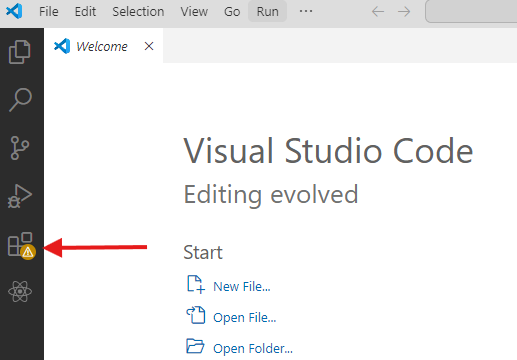 File Edit Selection View Go Run ...
Welcome
Visual Studio Code
Editing evolved
Start
New File...
Open File...
Open Folder...